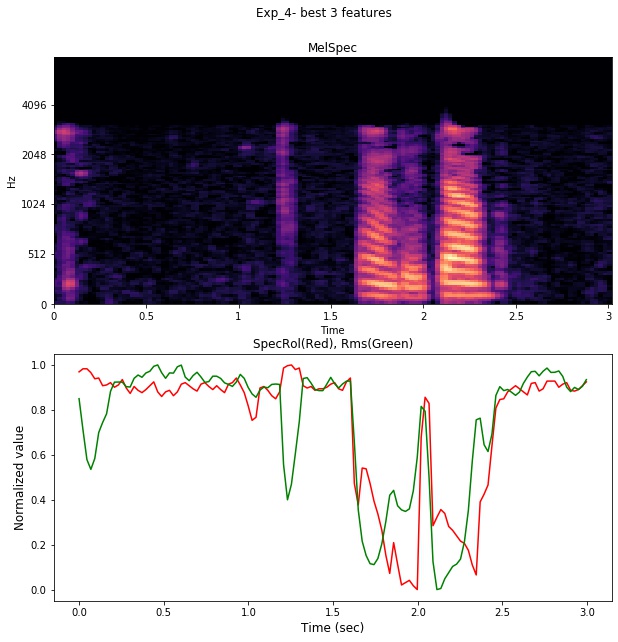 Exp_4- best 3 features
MelSpec
4096
2048
1024
512
0
Hz
0 0.5 1 1.5 2 2.5 3
Time
SpecRol(Red), Rms(Green)
1.0
0.8
0.6
0.4
0.2
0.0
Normalized value
0.0 0.5 1.0 1.5 2.0 2.5 3.0
Time (sec)